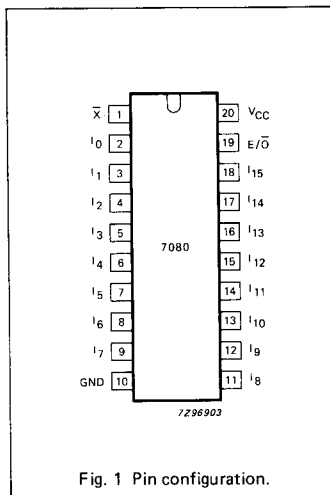 X̅ 1 20 VCC
I0 2 19 E/O̅
I1 3 18 I15
I2 4 17 I14
I3 5 16 I13
I4 6 7080 15 I12
I5 7 14 I11
I6 8 13 I10
I7 9 12 I9
GND 10 11 I8
7Z96903
Fig. 1 Pin configuration.